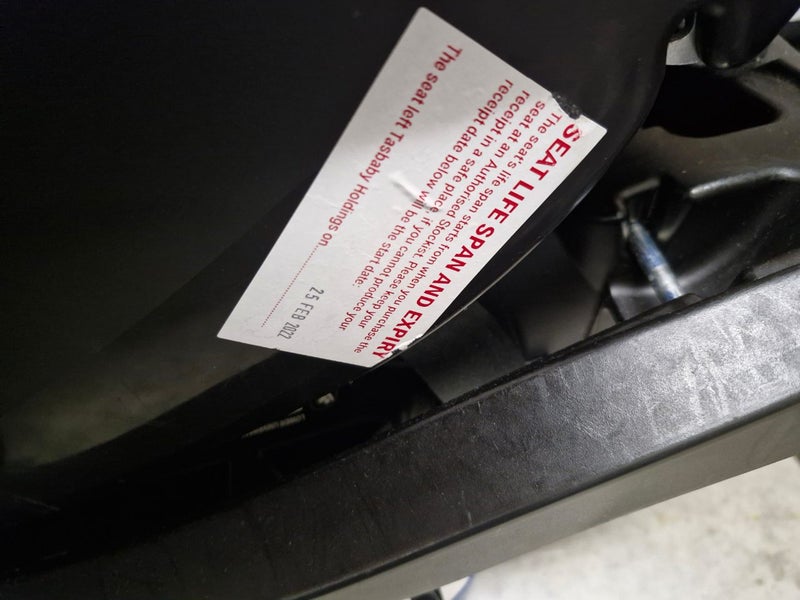 SEAT LIFE SPAN AND EXPIRY
The seat's life span starts from when you purchase the
seat at an Authorised Stockist. Please keep your
receipt in a safe place, if you cannot produce your
receipt date below will be the start date:
The seat left Tasbaby Holdings on....................
25 FEB 2022